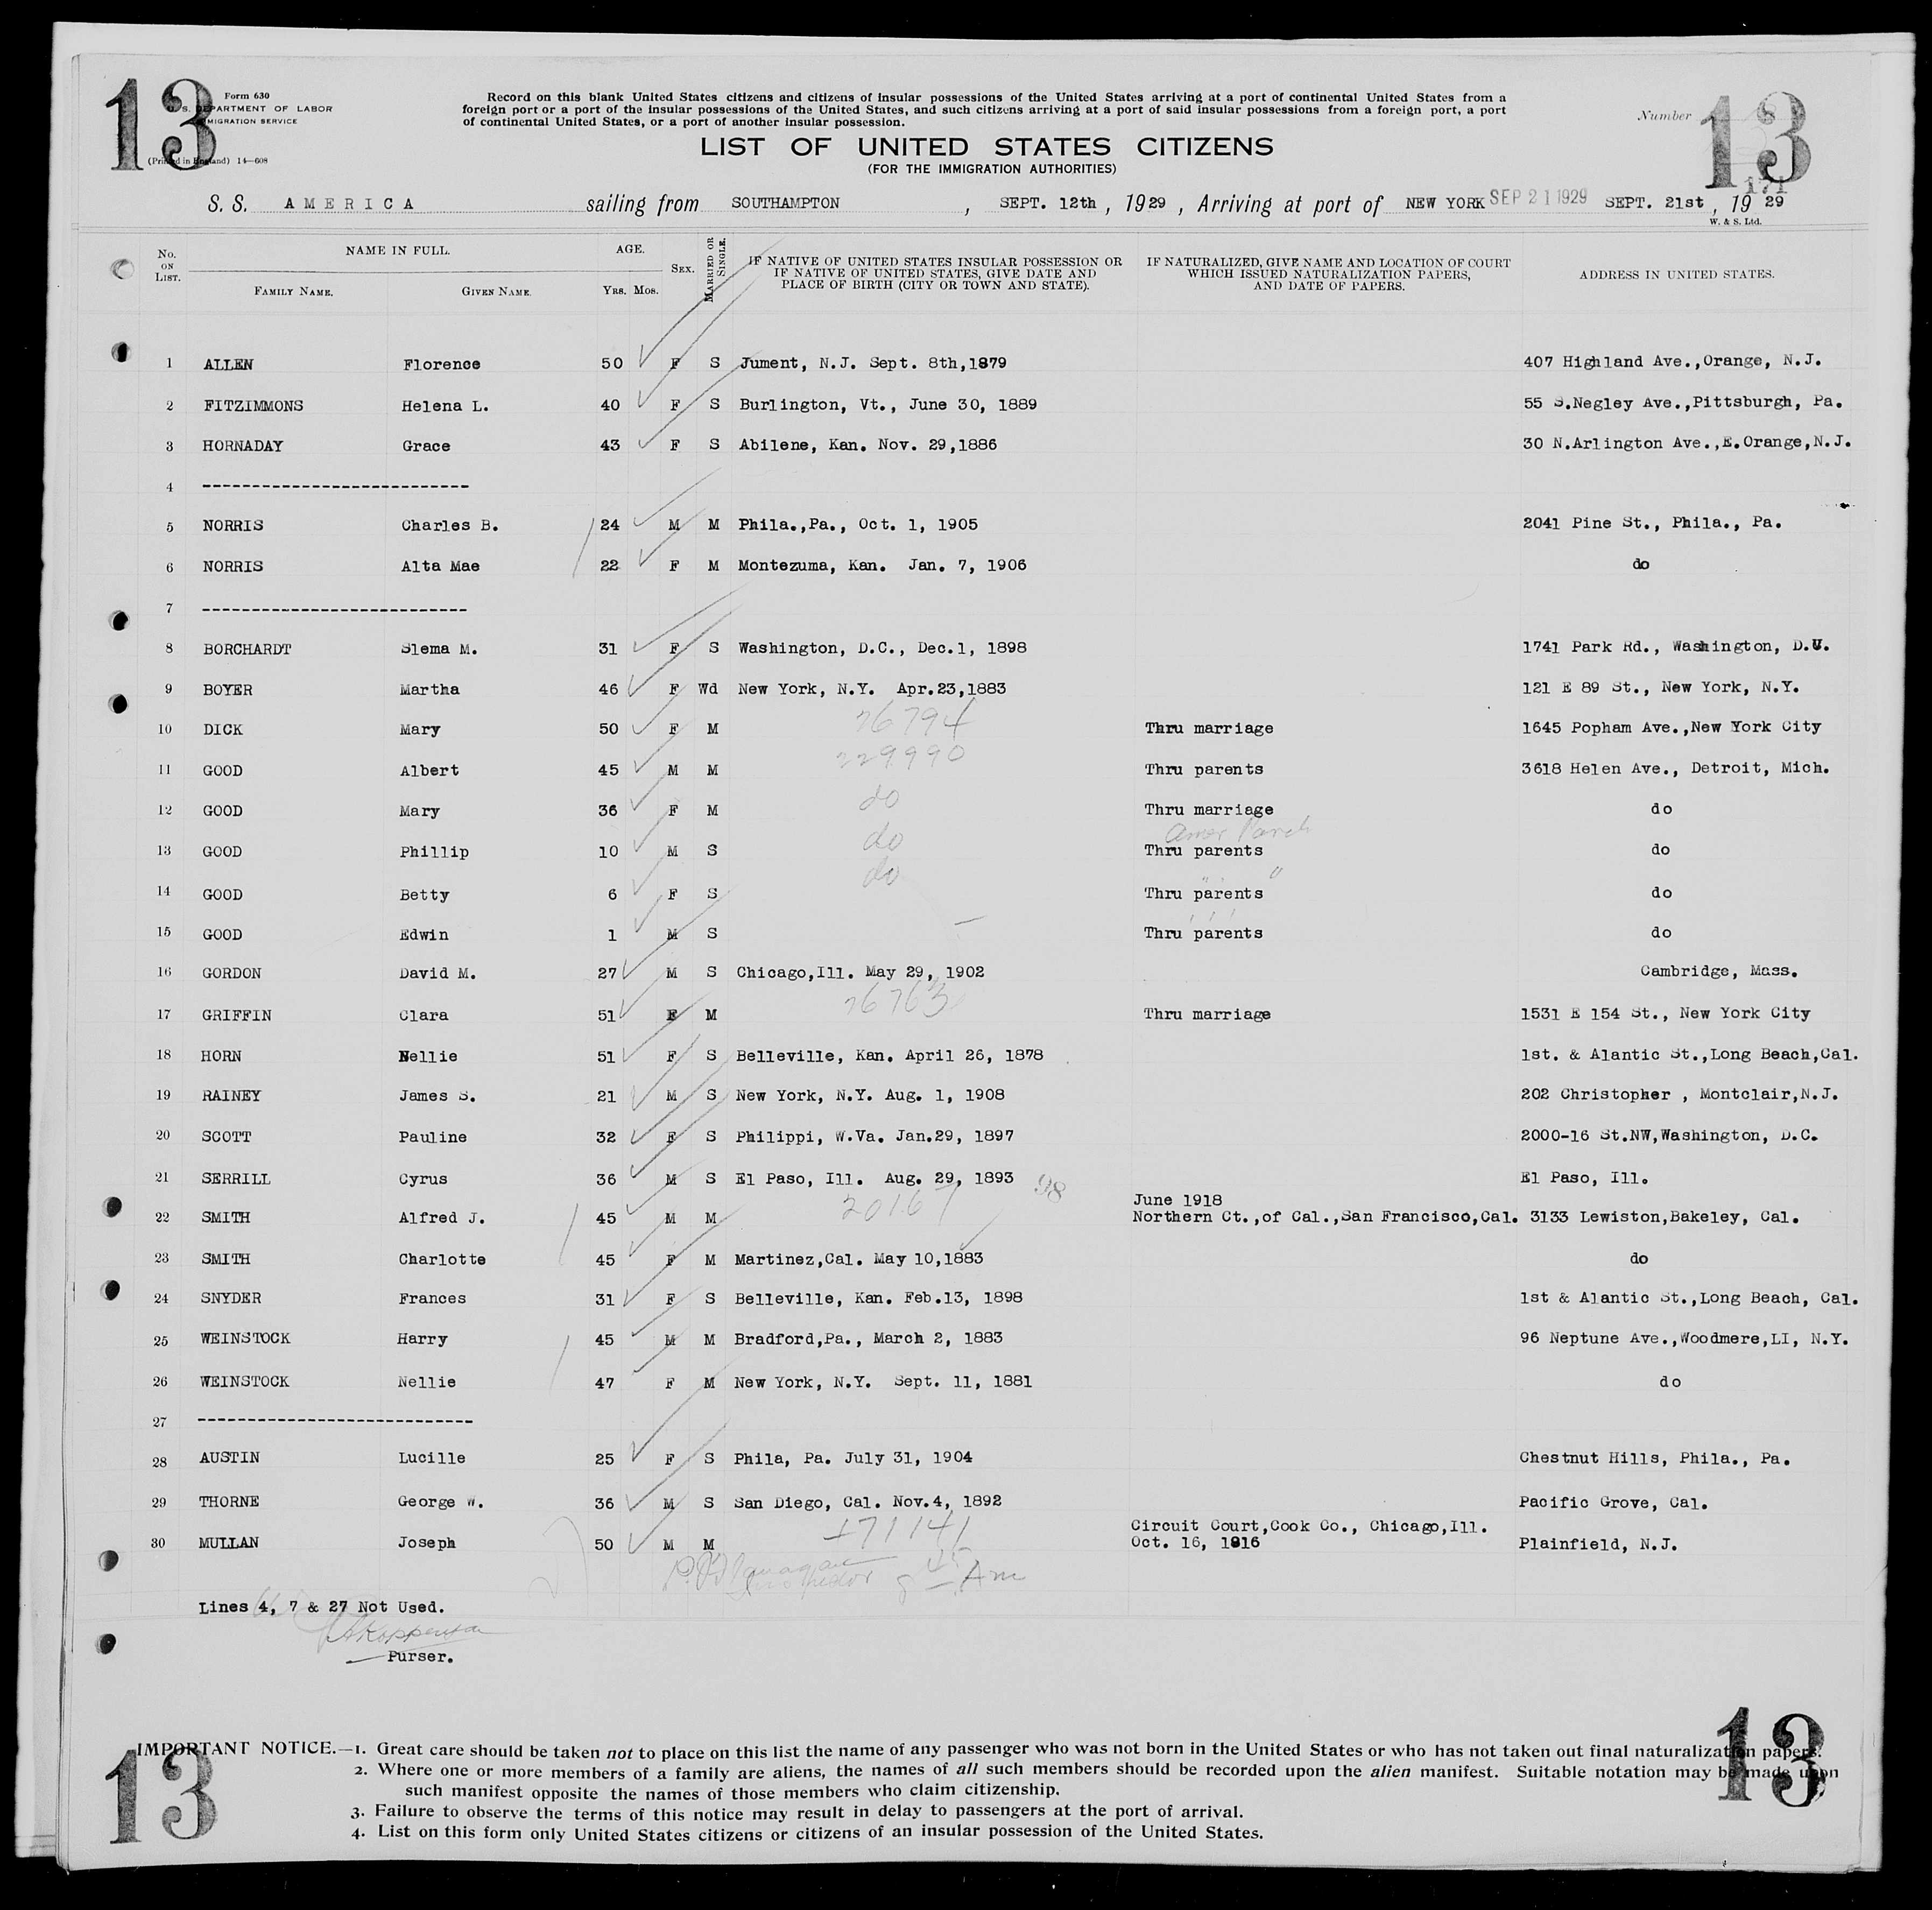 13
Form 630
U. S. DEPARTMENT OF LABOR
IMMIGRATION SERVICE
(Printed in England) 14—608
Record on this blank United States citizens and citizens of insular possessions of the United States arriving at a port of continental United States from a
foreign port or a part of the insular possessions of the United States, and such citizens arriving at a port of said insular possessions from a foreign port, a port
of continental United States, or a part of another insular possession.
Number 13
171
LIST OF UNITED STATES CITIZENS
(FOR THE IMMIGRATION AUTHORITIES)
S. S. AMERICA sailing from SOUTHAMPTON , SEPT. 12th , 1929 , Arriving at port of NEW YORK SEP 21 1929 SEPT. 21st , 19 29
W. & S. Ltd.
No. ON LIST. NAME IN FULL. AGE. SEX. MARRIED OR SINGLE. IF NATIVE OF UNITED STATES INSULAR POSSESSION OR IF NATIVE OF UNITED STATES, GIVE DATE AND PLACE OF BIRTH (CITY OR TOWN AND STATE). IF NATURALIZED, GIVE NAME AND LOCATION OF COURT WHICH ISSUED NATURALIZATION PAPERS, AND DATE OF PAPERS. ADDRESS IN UNITED STATES.
FAMILY NAME. GIVEN NAME. YRS. MOS.
1 ALLEN Florence 50 F S Jument, N.J. Sept. 8th,1879 407 Highland Ave.,Orange, N.J.
2 FITZIMMONS Helena L. 40 F S Burlington, Vt., June 30, 1889 55 S.Negley Ave.,Pittsburgh, Pa.
3 HORNADAY Grace 43 F S Abilene, Kan. Nov. 29,1886 30 N.Arlington Ave.,E.Orange,N.J.
4 ---------------------------
5 NORRIS Charles B. 24 M M Phila.,Pa., Oct. 1, 1905 2041 Pine St., Phila., Pa.
6 NORRIS Alta Mae 22 F M Montezuma, Kan. Jan. 7, 1906 do
7 ---------------------------
8 BORCHARDT Slema M. 31 F S Washington, D.C., Dec.1, 1898 1741 Park Rd., Washington, D.C.
9 BOYER Martha 46 F Wd New York, N.Y. Apr.23,1883 121 E 89 St., New York, N.Y.
10 DICK Mary 50 F M 76794 Thru marriage 1645 Popham Ave.,New York City
11 GOOD Albert 45 M M 229990 Thru parents 3618 Helen Ave., Detroit, Mich.
12 GOOD Mary 36 F M do Thru marriage do
13 GOOD Phillip 10 M S do Thru parents do
14 GOOD Betty 6 F S do Thru parents do
15 GOOD Edwin 1 M S Thru parents do
16 GORDON David M. 27 M S Chicago,Ill. May 29, 1902 Cambridge, Mass.
17 GRIFFIN Clara 51 F M 76763 Thru marriage 1531 E 154 St., New York City
18 HORN Nellie 51 F S Belleville, Kan. April 26, 1878 1st. & Alantic St.,Long Beach,Cal.
19 RAINEY James S. 21 M S New York, N.Y. Aug. 1, 1908 202 Christopher , Montclair,N.J.
20 SCOTT Pauline 32 F S Philippi, W.Va. Jan.29, 1897 2000-16 St.NW,Washington, D.C.
21 SERRILL Cyrus 36 M S El Paso, Ill. Aug. 29, 1893 98 El Paso, Ill.
June 1918
22 SMITH Alfred J. 45 M M 20167 Northern Ct.,of Cal.,San Francisco,Cal. 3133 Lewiston,Bakeley, Cal.
23 SMITH Charlotte 45 F M Martinez,Cal. May 10,1883 do
24 SNYDER Frances 31 F S Belleville, Kan. Feb.13, 1898 1st & Alantic St.,Long Beach, Cal.
25 WEINSTOCK Harry 45 M M Bradford,Pa., March 2, 1883 96 Neptune Ave.,Woodmere,LI, N.Y.
26 WEINSTOCK Nellie 47 F M New York, N.Y. Sept. 11, 1881 do
27 ----------------------------
28 AUSTIN Lucille 25 F S Phila, Pa. July 31, 1904 Chestnut Hills, Phila., Pa.
29 THORNE George W. 36 M S San Diego, Cal. Nov.4, 1892 Pacific Grove, Cal.
Circuit Court,Cook Co., Chicago,Ill.
30 MULLAN Joseph 50 M M 171141 Oct. 16, 1916 Plainfield, N.J.
Lines 4, 7 & 27 Not Used.
Purser.
IMPORTANT NOTICE.—1. Great care should be taken not to place on this list the name of any passenger who was not born in the United States or who has not taken out final naturalization papers.
2. Where one or more members of a family are aliens, the names of all such members should be recorded upon the alien manifest. Suitable notation may be made upon
such manifest opposite the names of those members who claim citizenship.
3. Failure to observe the terms of this notice may result in delay to passengers at the port of arrival.
4. List on this form only United States citizens or citizens of an insular possession of the United States.
13
13